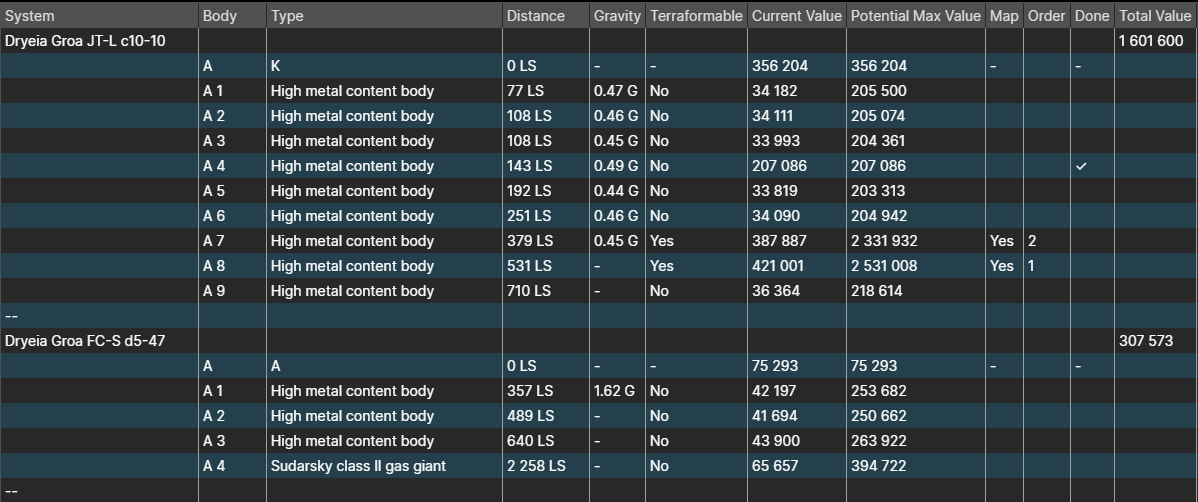 System Body Type Distance Gravity Terraformable Current Value Potential Max Value Map Order Done Total Value
Dryeia Groa JT-L c10-10 1 601 600
A K 0 LS - - 356 204 356 204 - -
A 1 High metal content body 77 LS 0.47 G No 34 182 205 500
A 2 High metal content body 108 LS 0.46 G No 34 111 205 074
A 3 High metal content body 108 LS 0.45 G No 33 993 204 361
A 4 High metal content body 143 LS 0.49 G No 207 086 207 086 ✓
A 5 High metal content body 192 LS 0.44 G No 33 819 203 313
A 6 High metal content body 251 LS 0.46 G No 34 090 204 942
A 7 High metal content body 379 LS 0.45 G Yes 387 887 2 331 932 Yes 2
A 8 High metal content body 531 LS - Yes 421 001 2 531 008 Yes 1
A 9 High metal content body 710 LS - No 36 364 218 614
--
Dryeia Groa FC-S d5-47 307 573
A A 0 LS - - 75 293 75 293 - -
A 1 High metal content body 357 LS 1.62 G No 42 197 253 682
A 2 High metal content body 489 LS - No 41 694 250 662
A 3 High metal content body 640 LS - No 43 900 263 922
A 4 Sudarsky class II gas giant 2 258 LS - No 65 657 394 722
--